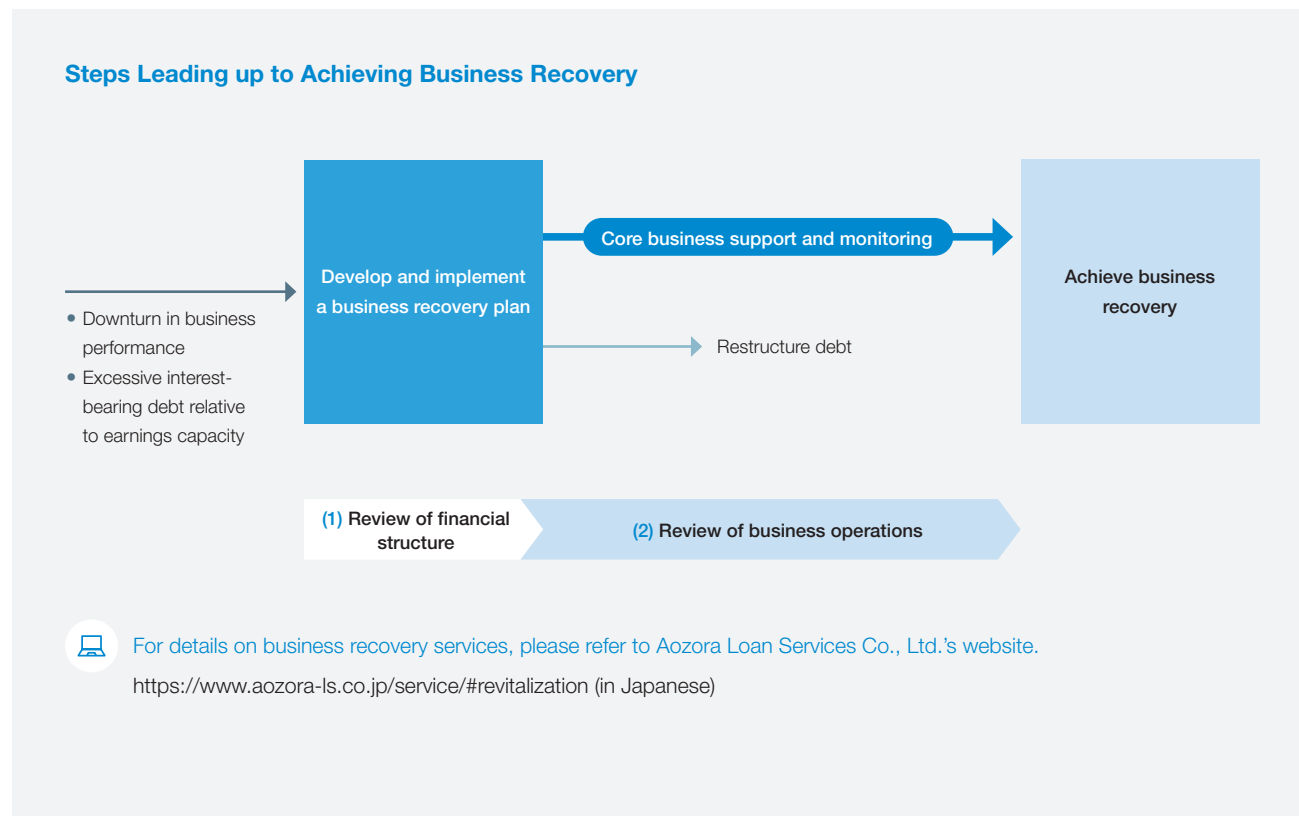 Steps Leading up to Achieving Business Recovery
• Downturn in business
performance
• Excessive interest-
bearing debt relative
to earnings capacity
Develop and implement
a business recovery plan
Core business support and monitoring
Restructure debt
Achieve business
recovery
(1) Review of financial
structure
(2) Review of business operations
For details on business recovery services, please refer to Aozora Loan Services Co., Ltd.’s website.
https://www.aozora-ls.co.jp/service/#revitalization (in Japanese)